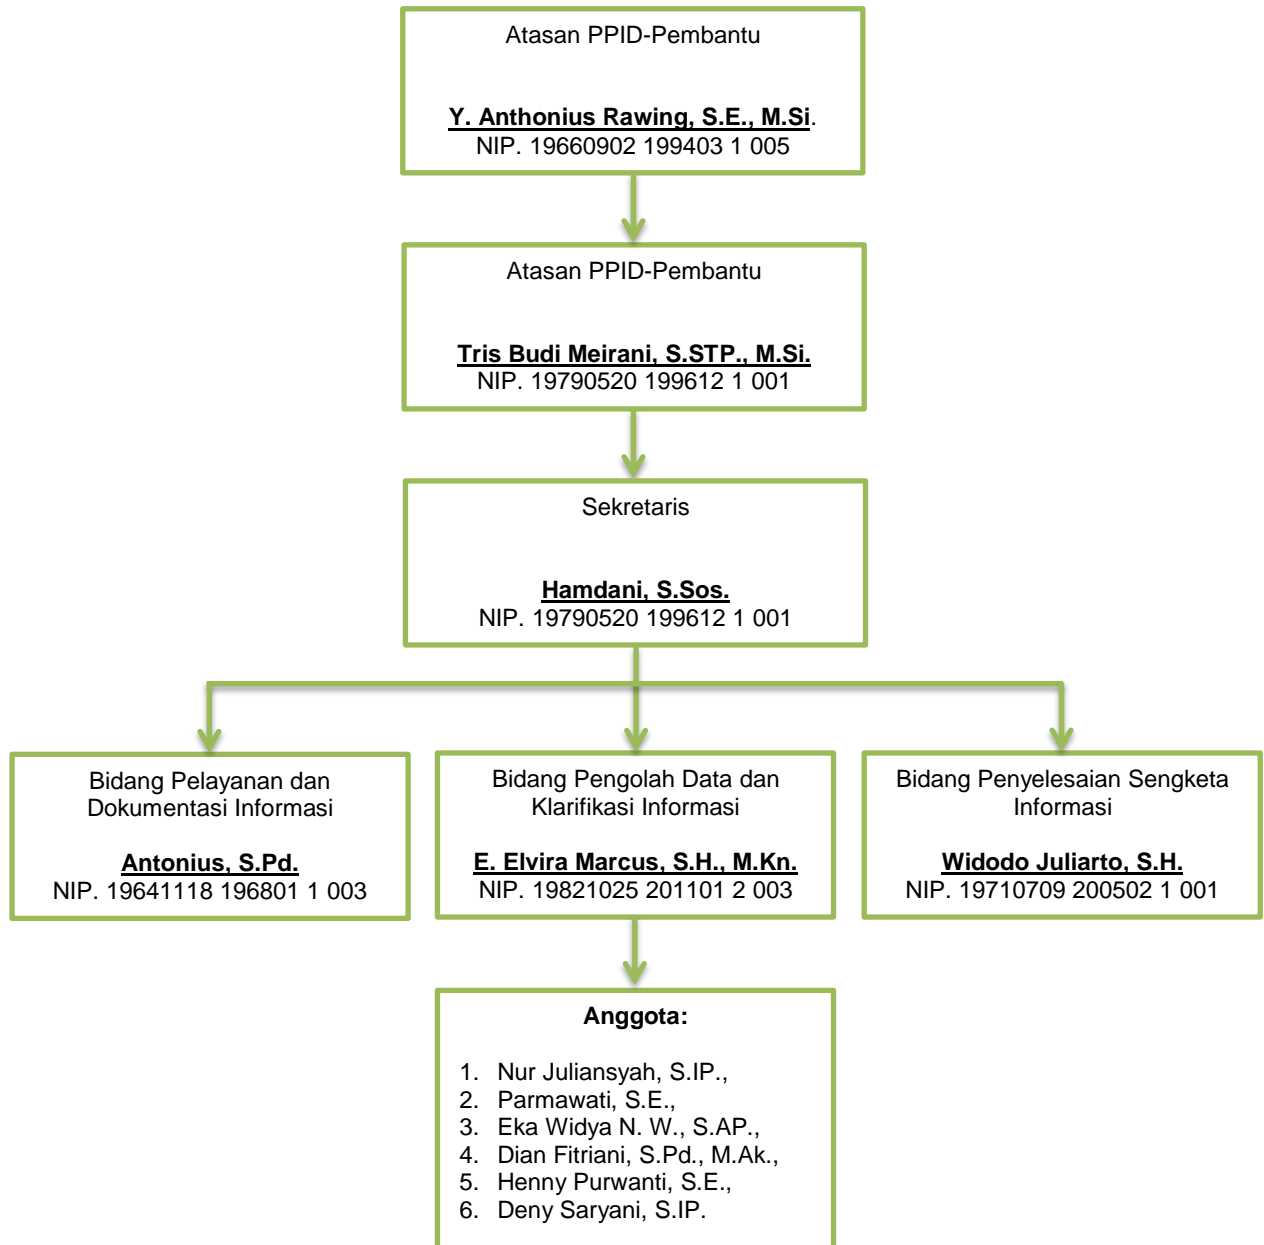 Atasan PPID-Pembantu
Y. Anthonius Rawing, S.E., M.Si.
NIP. 19660902 199403 1 005
Atasan PPID-Pembantu
Tris Budi Meirani, S.STP., M.Si.
NIP. 19790520 199612 1 001
Sekretaris
Hamdani, S.Sos.
NIP. 19790520 199612 1 001
Bidang Pelayanan dan
Dokumentasi Informasi
Antonius, S.Pd.
NIP. 19641118 196801 1 003
Bidang Pengolah Data dan
Klarifikasi Informasi
E. Elvira Marcus, S.H., M.Kn.
NIP. 19821025 201101 2 003
Bidang Penyelesaian Sengketa
Informasi
Widodo Juliarto, S.H.
NIP. 19710709 200502 1 001
Anggota:
1. Nur Juliansyah, S.IP.,
2. Parmawati, S.E.,
3. Eka Widya N. W., S.AP.,
4. Dian Fitriani, S.Pd., M.Ak.,
5. Henny Purwanti, S.E.,
6. Deny Saryani, S.IP.